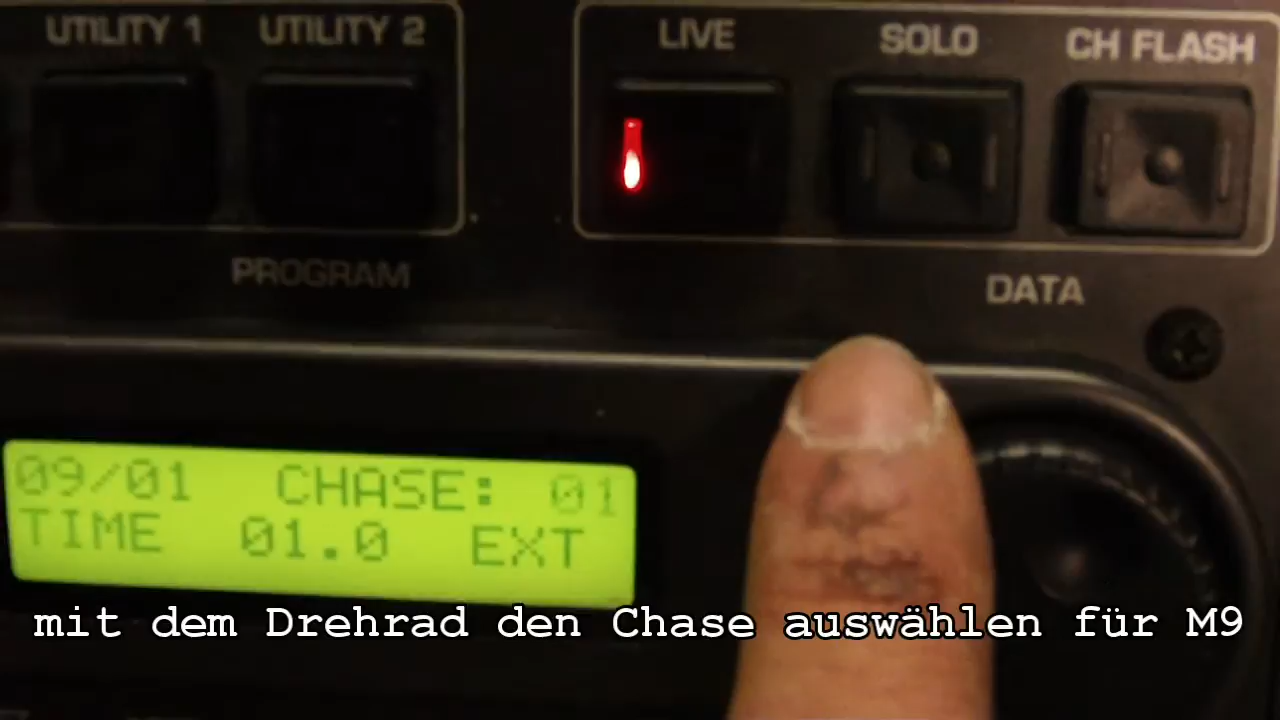 UTILITY 1 UTILITY 2 LIVE SOLO CH FLASH
PROGRAM DATA
09/01 CHASE: 01
TIME 01.0 EXT
mit dem Drehrad den Chase auswählen für M9